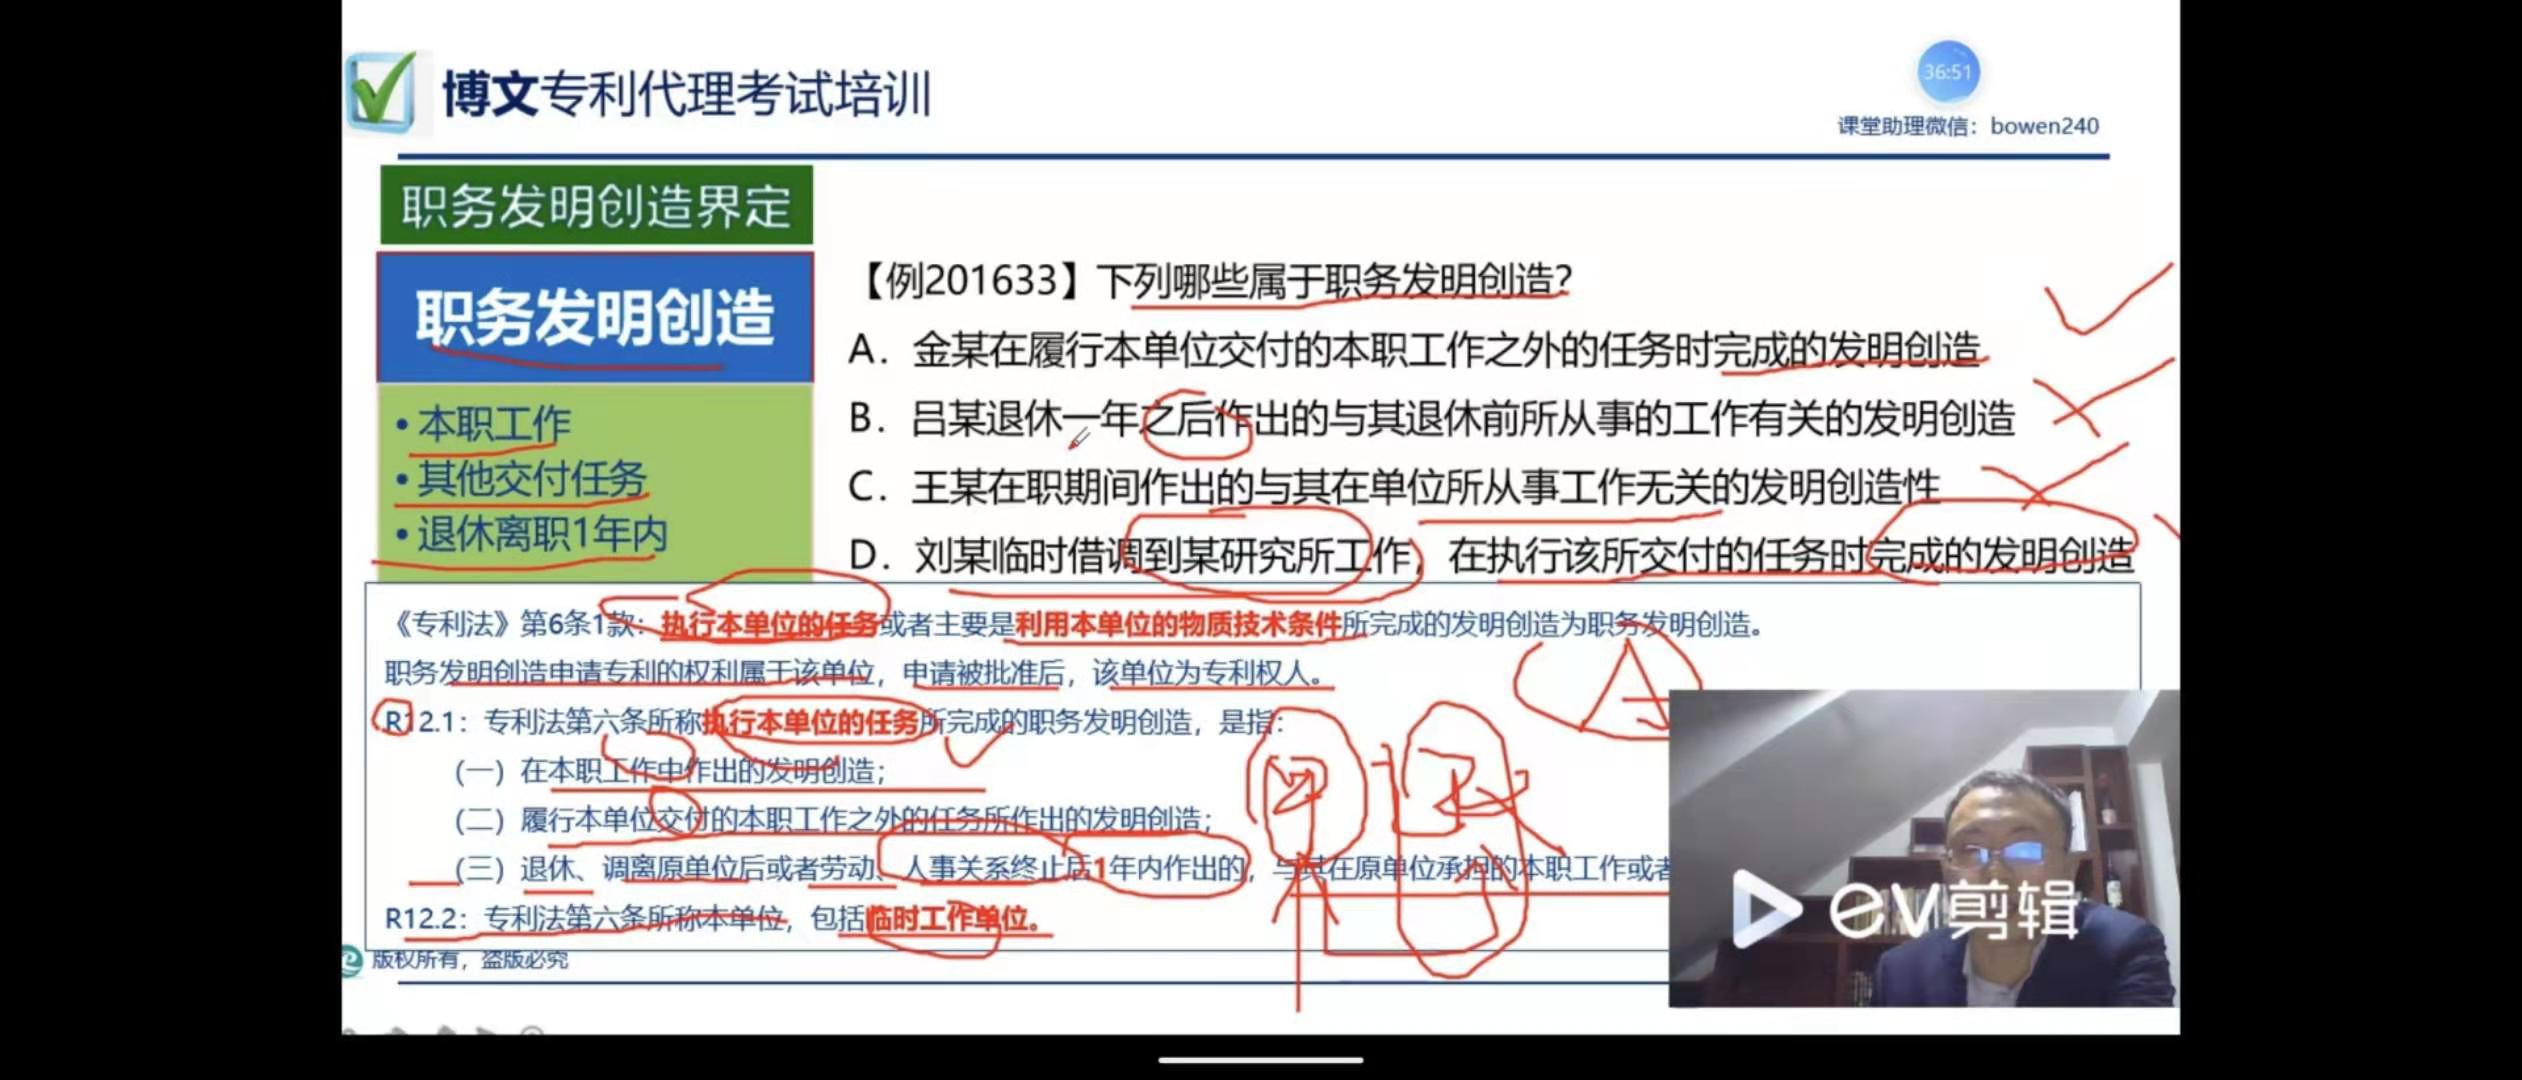 博文专利代理考试培训
36:51
课堂助理微信：bowen240
职务发明创造界定
职务发明创造
• 本职工作
• 其他交付任务
• 退休离职1年内
【例201633】下列哪些属于职务发明创造？
A. 金某在履行本单位交付的本职工作之外的任务时完成的发明创造
B. 吕某退休一年之后作出的与其退休前所从事的工作有关的发明创造
C. 王某在职期间作出的与其在单位所从事工作无关的发明创造性
D. 刘某临时借调到某研究所工作，在执行该所交付的任务时完成的发明创造
《专利法》第6条1款：执行本单位的任务或者主要是利用本单位的物质技术条件所完成的发明创造为职务发明创造。
职务发明创造申请专利的权利属于该单位，申请被批准后，该单位为专利权人。
R12.1：专利法第六条所称执行本单位的任务所完成的职务发明创造，是指：
（一）在本职工作中作出的发明创造；
（二）履行本单位交付的本职工作之外的任务所作出的发明创造；
（三）退休、调离原单位后或者劳动、人事关系终止后1年内作出的，与其在原单位承担的本职工作或者
R12.2：专利法第六条所称本单位，包括临时工作单位。
版权所有，盗版必究
ev剪辑